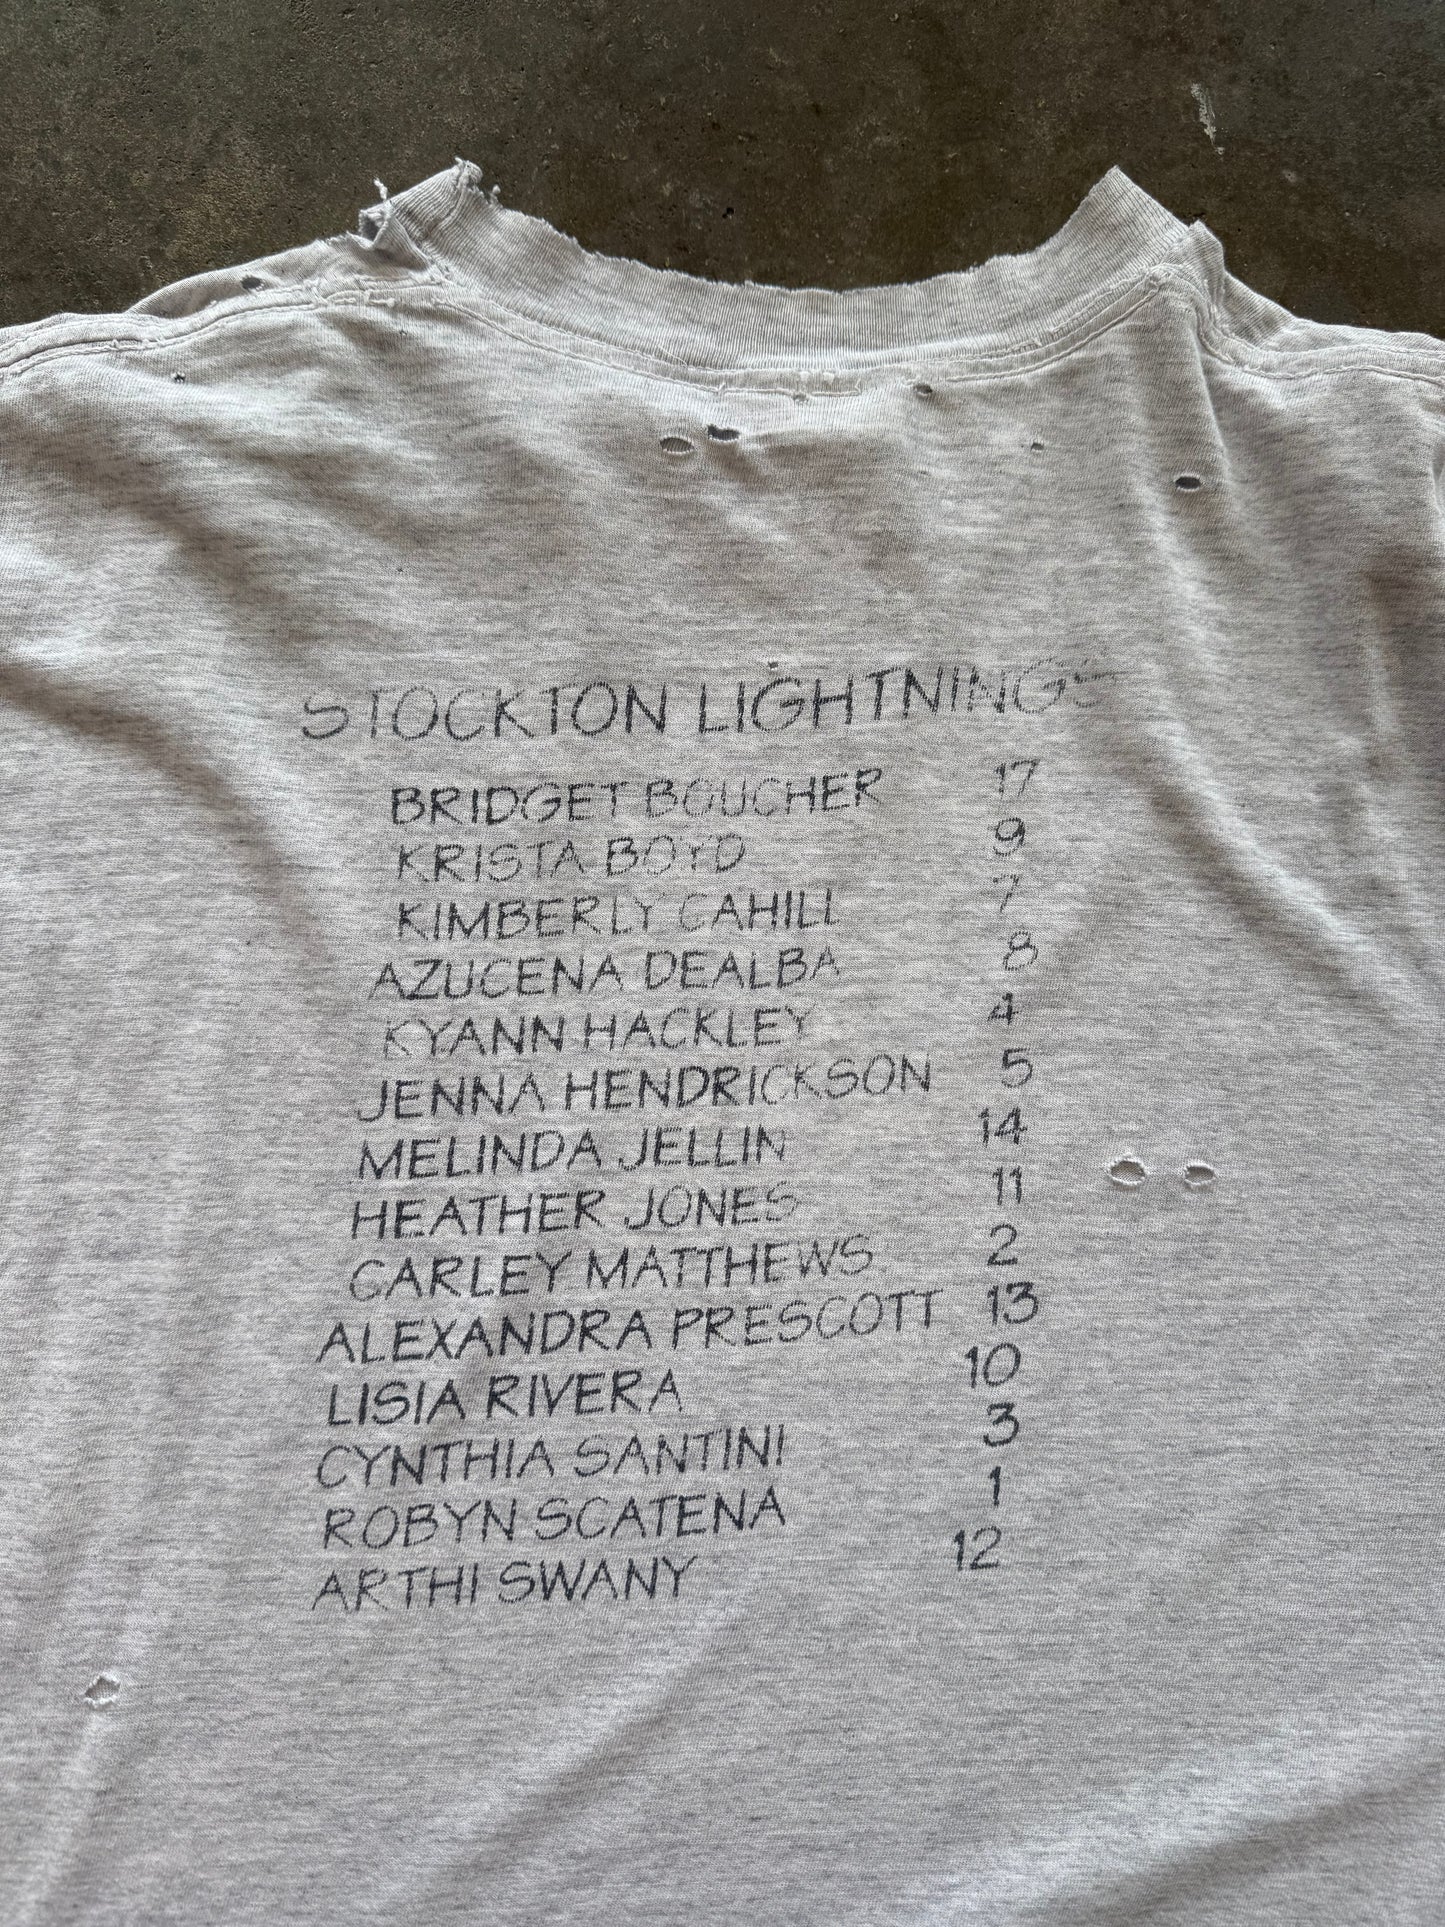 STOCKTON LIGHTNINGS
BRIDGET BOUCHER 17
KRISTA BOYD 9
KIMBERLY CAHILL 7
AZUCENA DEALBA 8
KYANN HACKLEY 4
JENNA HENDRICKSON 5
MELINDA JELLIN 14
HEATHER JONES 11
CARLEY MATTHEWS 2
ALEXANDRA PRESCOTT 13
LISIA RIVERA 10
CYNTHIA SANTINI 3
ROBYN SCATENA 1
ARTHI SWANY 12